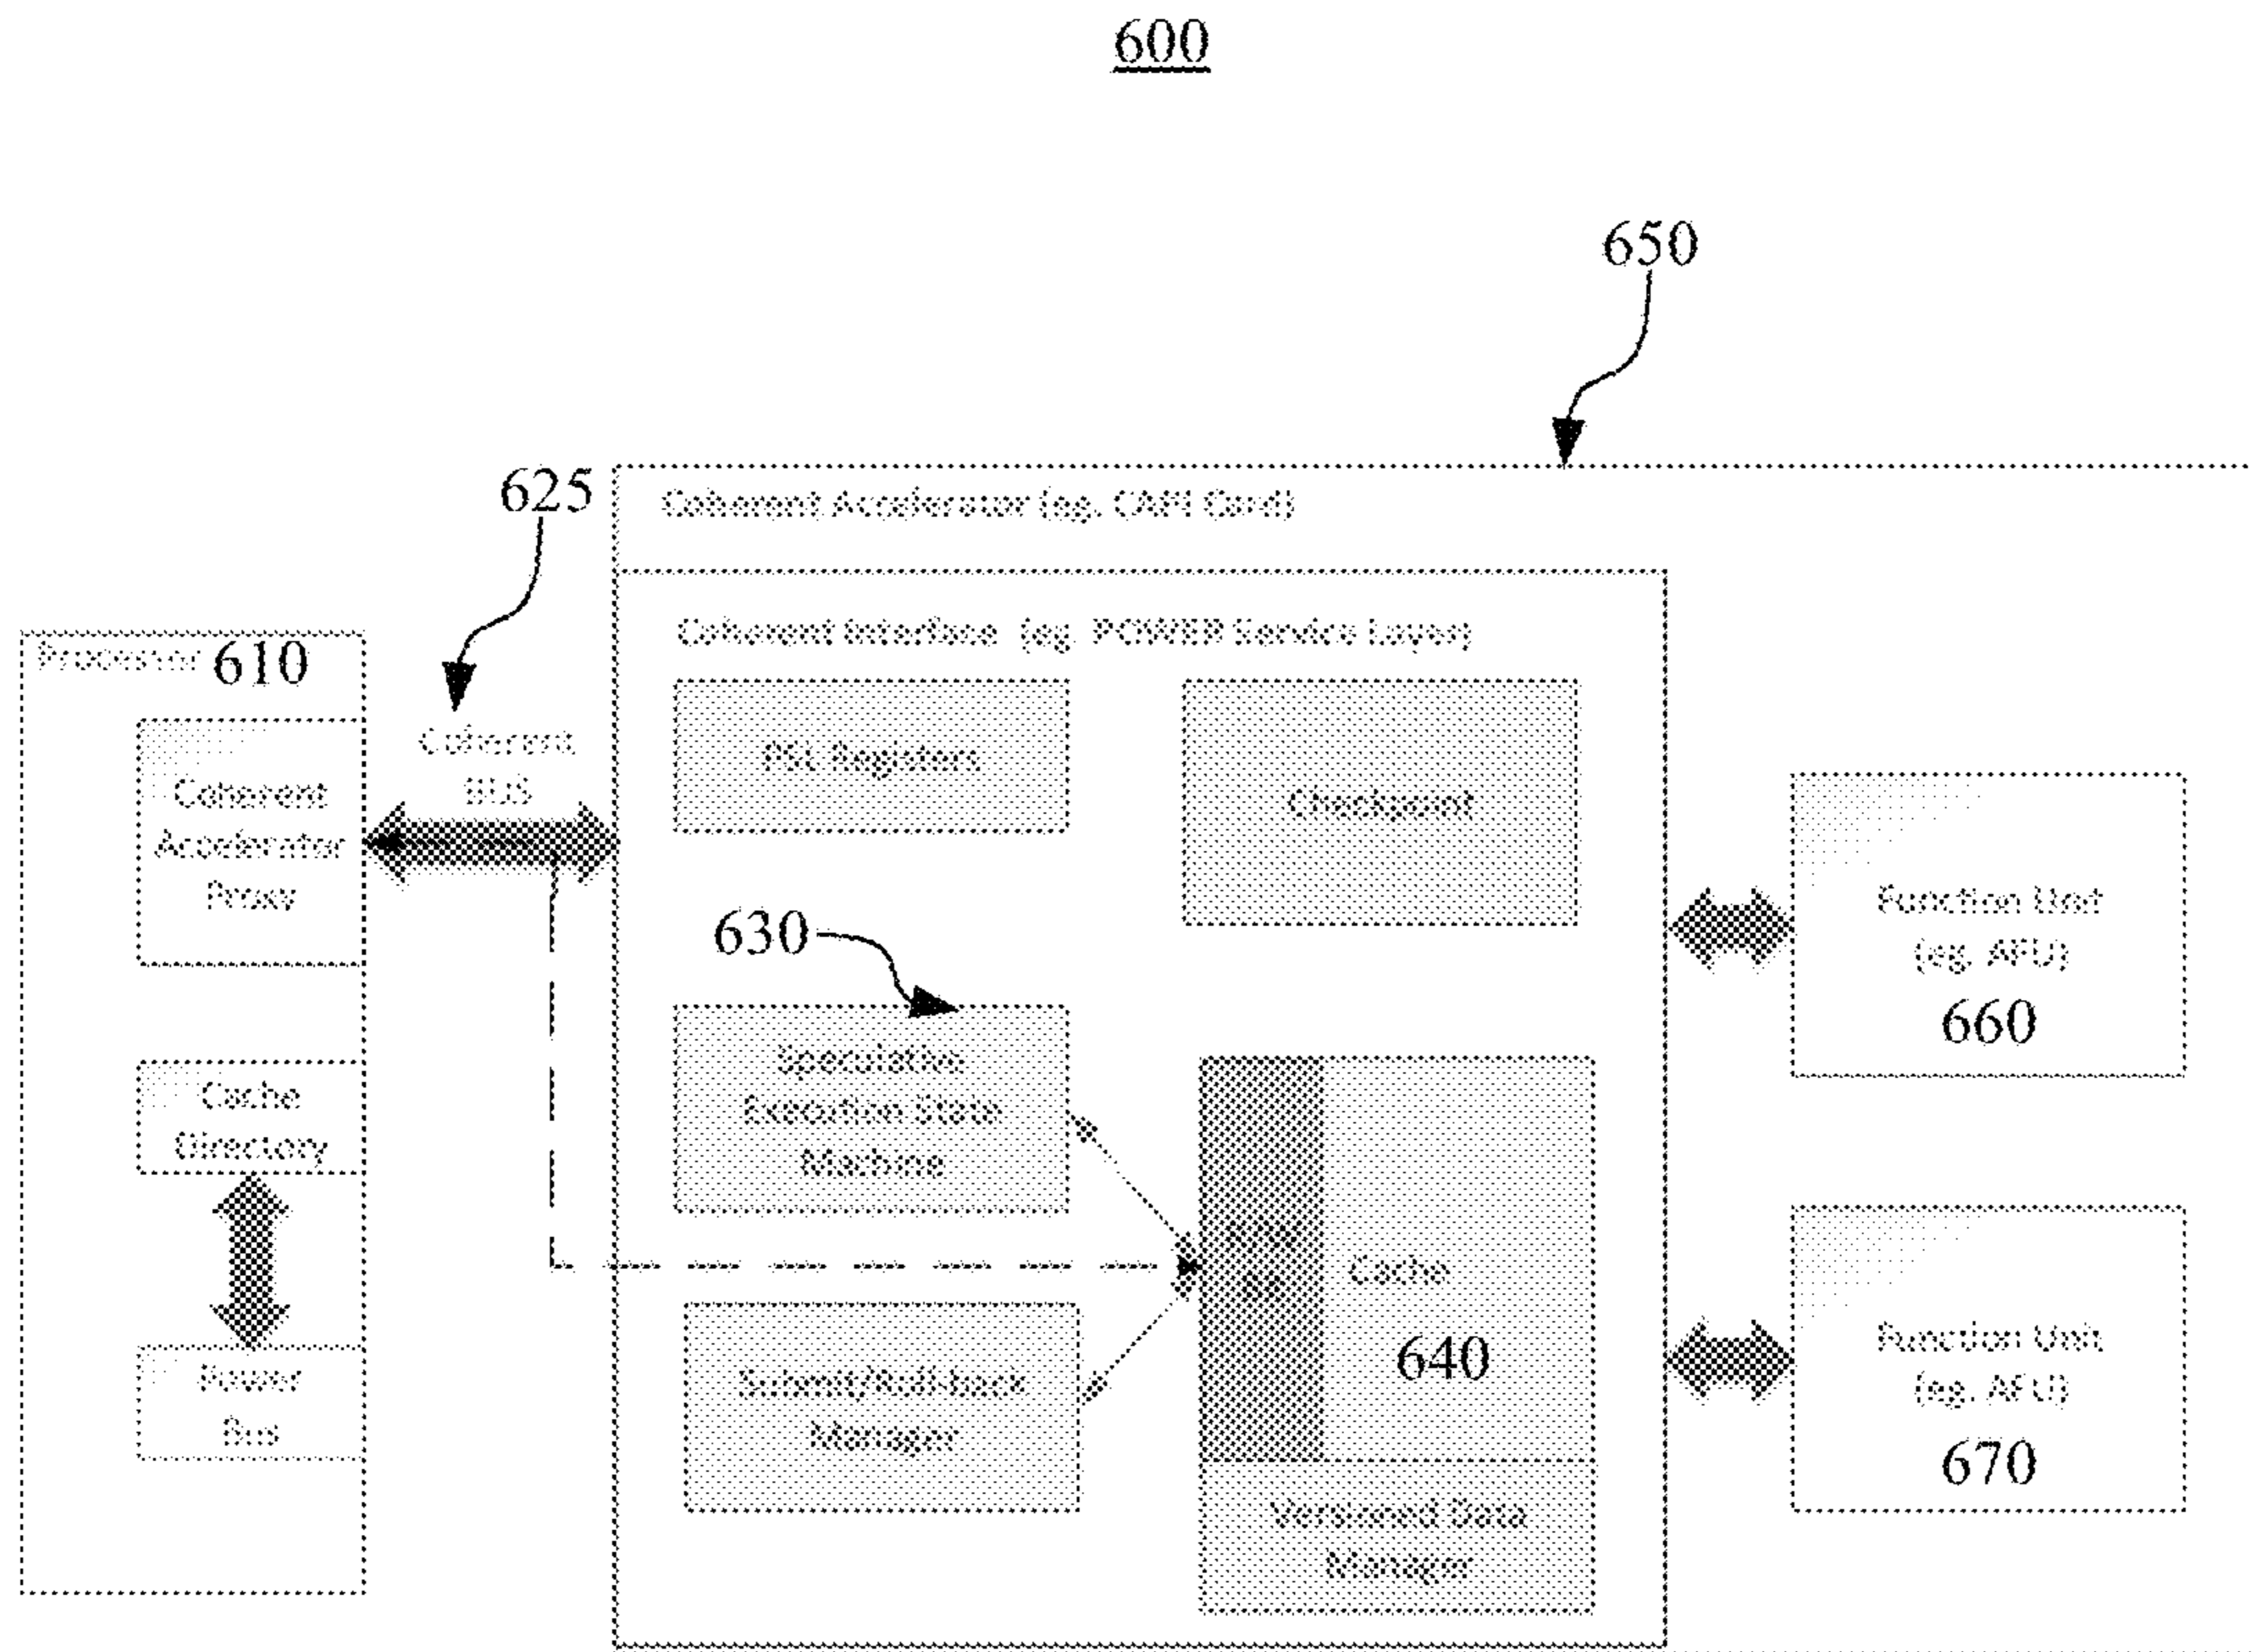 600
650
625
Coherent Accelerator (eg. CAPI Card)
Coherent Interface (eg. POWER Service Layer)
Processor 610
Coherent
BUS
Coherent
Accelerator
Proxy
Cache
Directory
Power
Bus
PSL Registers
Checkpoint
630
Speculative
Execution State
Machine
Submit/Roll-back
Manager
Cache
640
Versioned Data
Manager
Function Unit
(eg. AFU)
660
Function Unit
(eg. AFU)
670